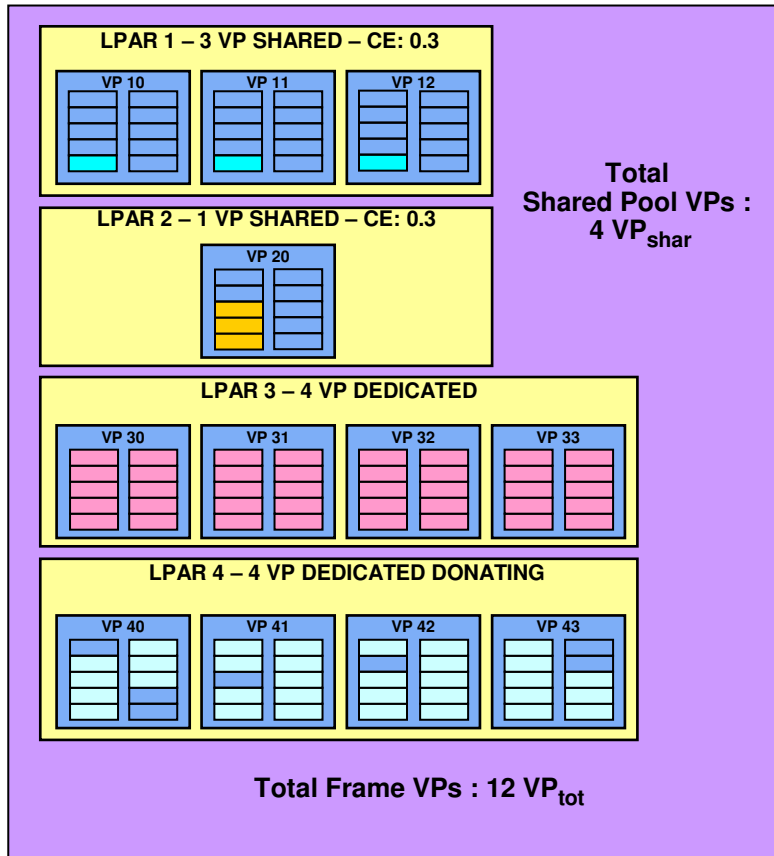 LPAR 1 – 3 VP SHARED – CE: 0.3
VP 10 VP 11 VP 12
Total
Shared Pool VPs :
4 VPshar
LPAR 2 – 1 VP SHARED – CE: 0.3
VP 20
LPAR 3 – 4 VP DEDICATED
VP 30 VP 31 VP 32 VP 33
LPAR 4 – 4 VP DEDICATED DONATING
VP 40 VP 41 VP 42 VP 43
Total Frame VPs : 12 VPtot